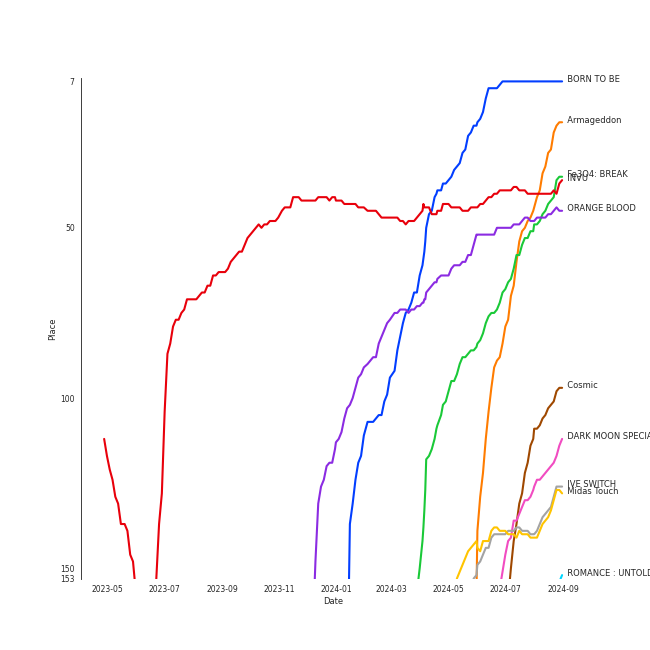 7
BORN TO BE
Armageddon
Fe3O4: BREAK
INVU
ORANGE BLOOD
50
Place
100
Cosmic
DARK MOON SPECIA
IVE SWITCH
Midas Touch
150
153
ROMANCE : UNTOLD
2023-05
2023-07
2023-09
2023-11
2024-01
2024-03
2024-05
2024-07
2024-09
Date